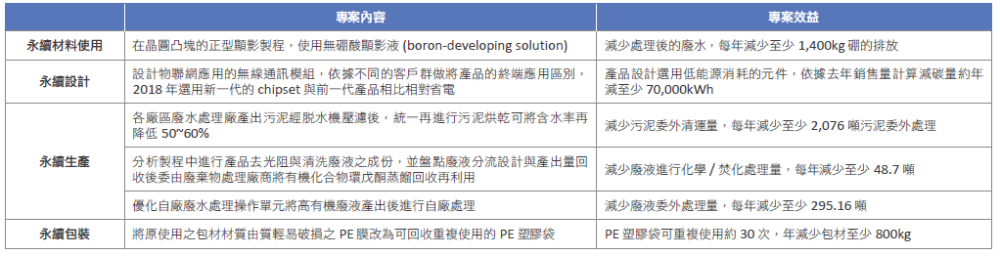 專案內容
專案效益
永續材料使用
在晶圓凸塊的正型顯影製程，使用無硼酸顯影液 (boron-developing solution)
減少處理後的廢水，每年減少至少 1,400kg 硼的排放
永續設計
設計物聯網應用的無線通訊模組，依據不同的客戶群做將產品的終端應用區別，
2018 年選用新一代的 chipset 與前一代產品相比相對省電
產品設計選用低能源消耗的元件，依據去年銷售量計算減碳量約年
減至少 70,000kWh
永續生產
各廠區廢水處理廠產出污泥經脫水機壓濾後，統一再進行污泥烘乾可將含水率再
降低 50~60%
減少污泥委外清運量，每年減少至少 2,076 噸污泥委外處理
分析製程中進行產品去光阻與清洗廢液之成份，並盤點廢液分流設計與產出量回
收後委由廢棄物處理廠商將有機化合物環戊酮蒸餾回收再利用
減少廢液進行化學 / 焚化處理量，每年減少至少 48.7 噸
優化自廠廢水處理操作單元將高有機廢液產出後進行自廠處理
減少廢液委外處理量，每年減少至少 295.16 噸
永續包裝
將原使用之包材材質由質輕易破損之 PE 膜改為可回收重複使用的 PE 塑膠袋
PE 塑膠袋可重複使用約 30 次，年減少包材至少 800kg